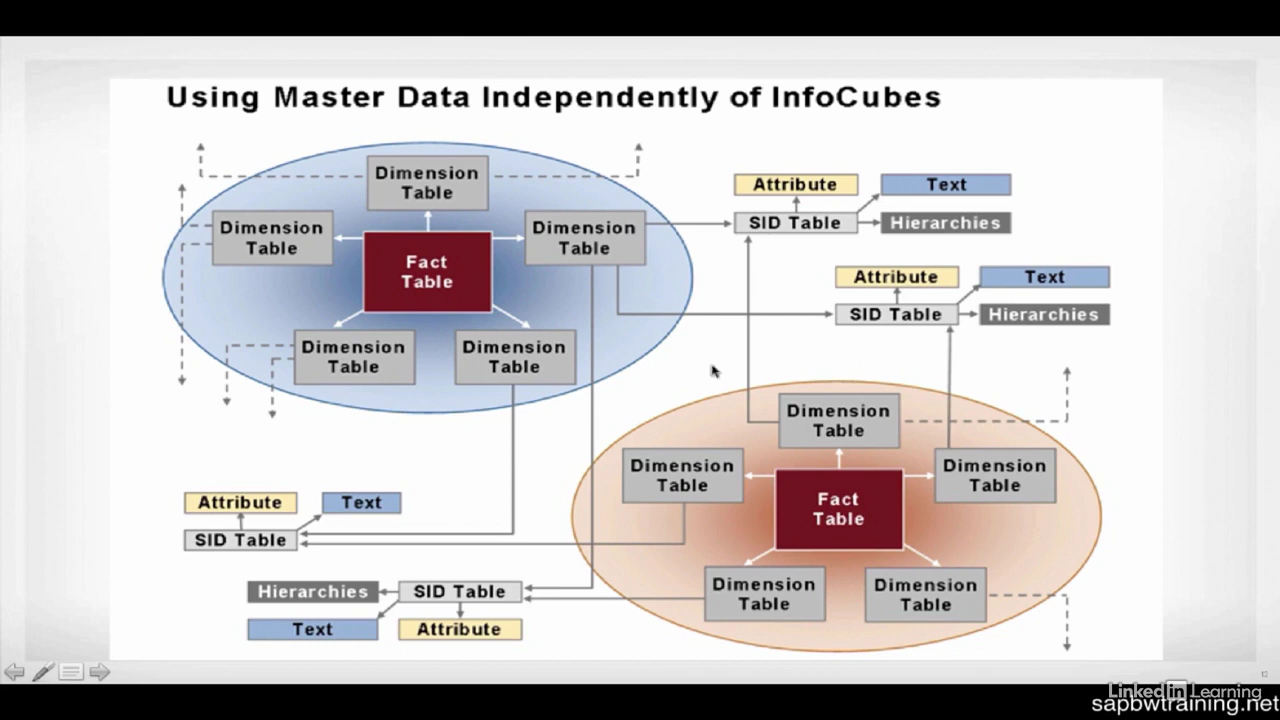 Using Master Data Independently of InfoCubes
Dimension
Table
Dimension
Table
Dimension
Table
Fact
Table
Dimension
Table
Dimension
Table
Attribute
Text
SID Table
Hierarchies
Attribute
Text
SID Table
Hierarchies
Dimension
Table
Dimension
Table
Dimension
Table
Fact
Table
Dimension
Table
Dimension
Table
Attribute
Text
SID Table
Hierarchies
SID Table
Text
Attribute
12
LinkedIn Learning
sapbwtraining.net